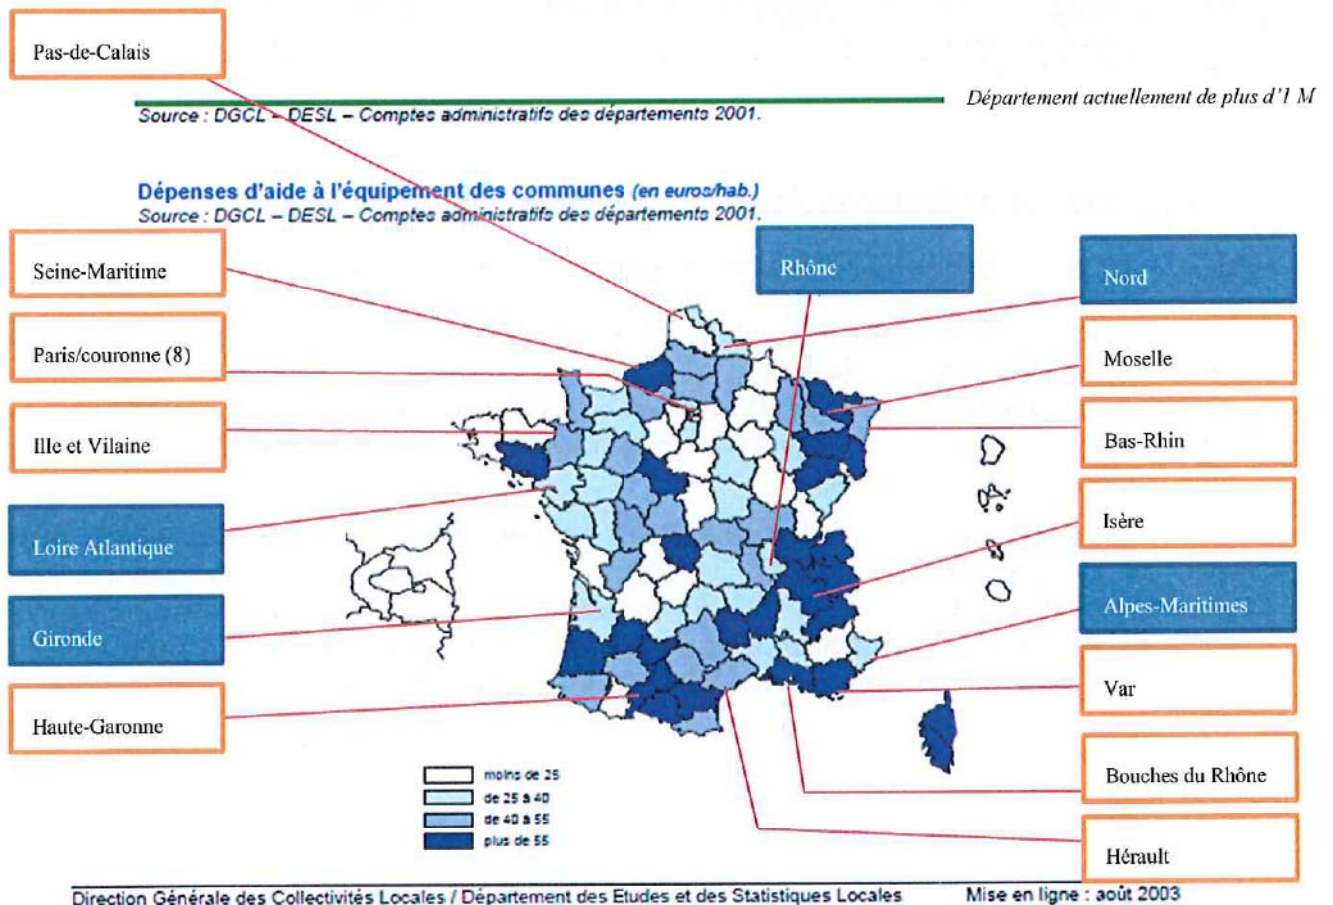 Pas-de-Calais
Département actuellement de plus d'1 M
Source : DGCL – DESL – Comptes administratifs des départements 2001.
Dépenses d'aide à l'équipement des communes (en euros/hab.)
Source : DGCL – DESL – Comptes administratifs des départements 2001.
Seine-Maritime
Rhône
Nord
Paris/couronne (8)
Moselle
Ille et Vilaine
Bas-Rhin
Loire Atlantique
Isère
Gironde
Alpes-Maritimes
Haute-Garonne
Var
Bouches du Rhône
Hérault
moins de 25
de 25 à 40
de 40 à 55
plus de 55
Direction Générale des Collectivités Locales / Département des Etudes et des Statistiques Locales Mise en ligne : août 2003